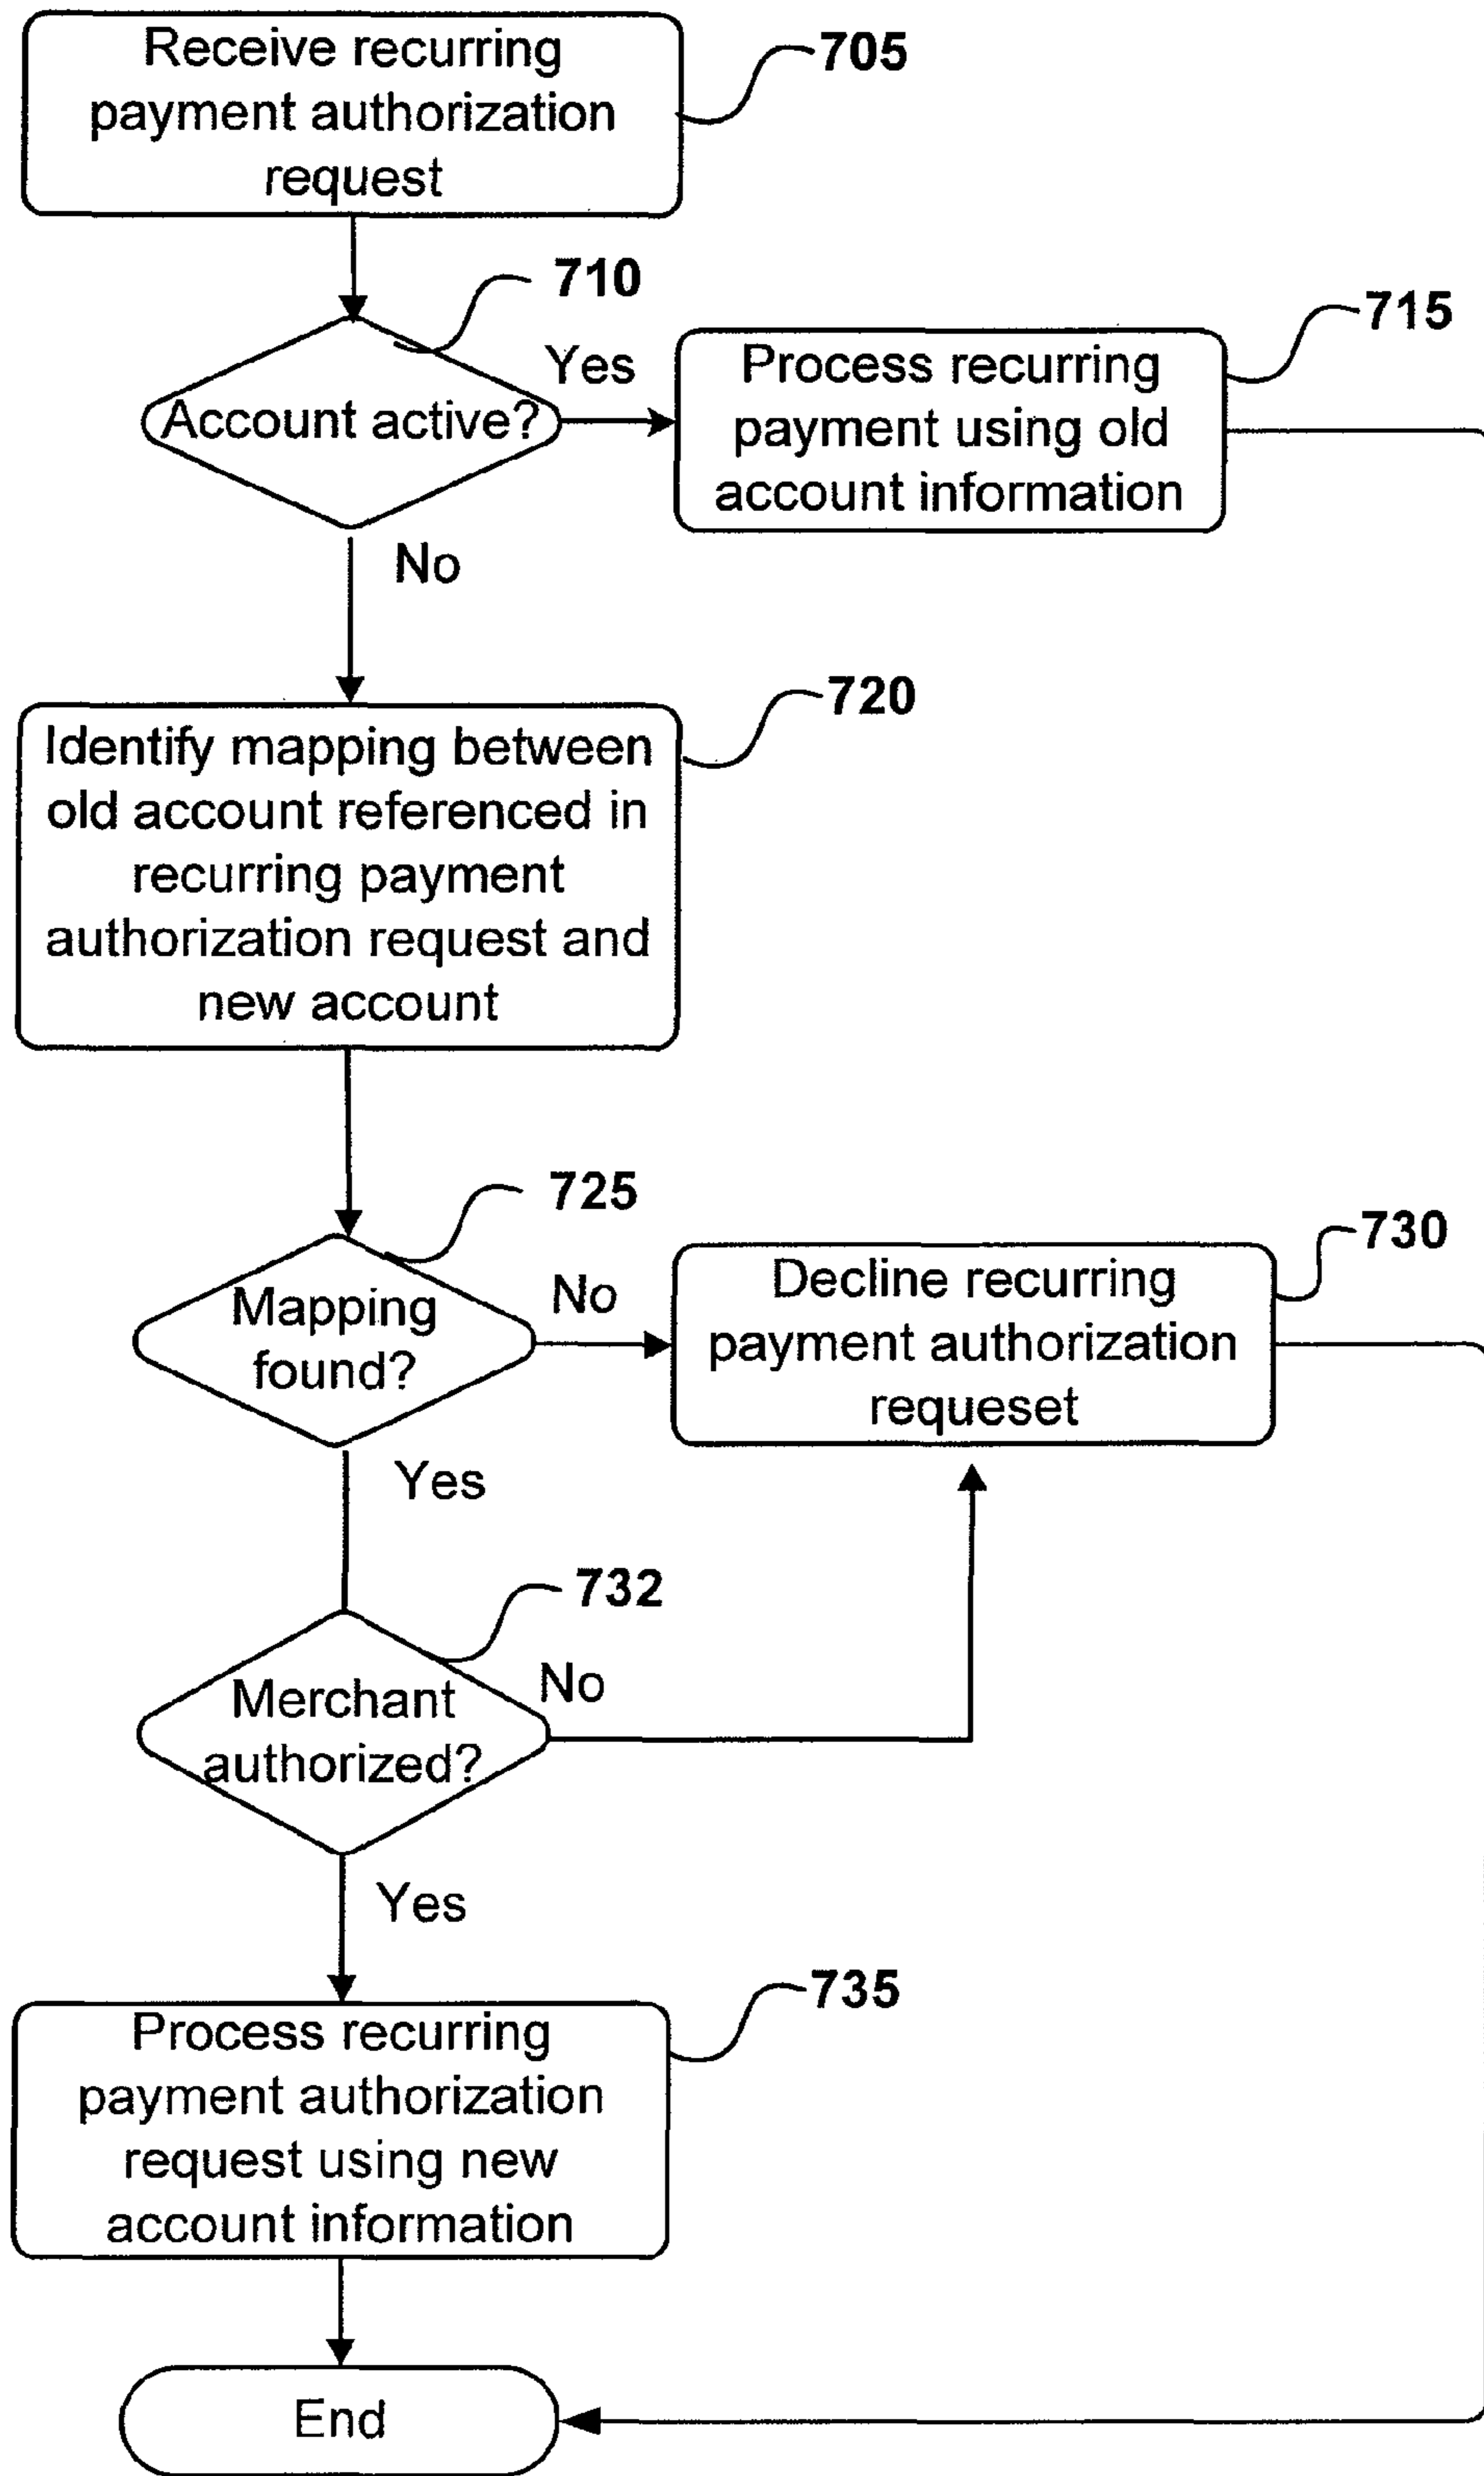 Receive recurring
payment authorization
request
705
710
Account active?
Yes
Process recurring
payment using old
account information
715
No
Identify mapping between
old account referenced in
recurring payment
authorization request and
new account
720
725
Mapping
found?
No
Decline recurring
payment authorization
requeset
730
Yes
732
Merchant
authorized?
No
Yes
Process recurring
payment authorization
request using new
account information
735
End